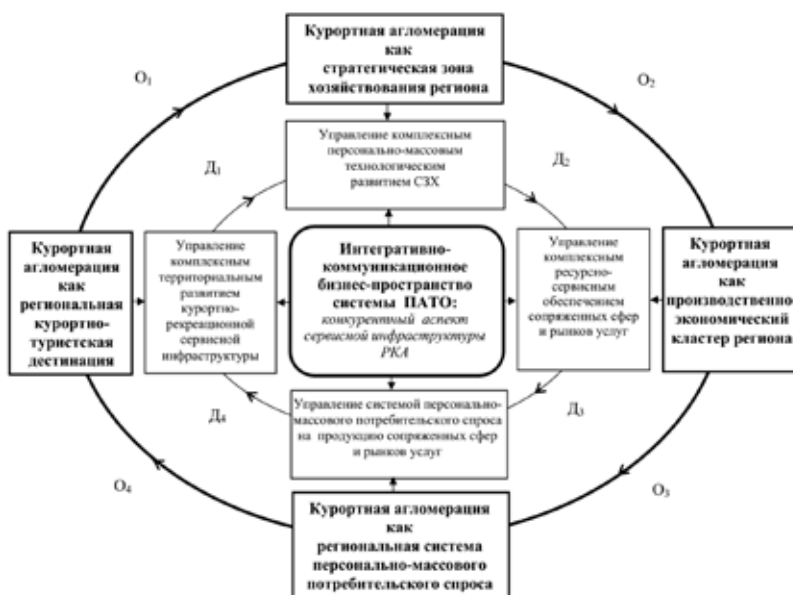 Курортная агломерация
как
стратегическая зона
хозяйствования региона
О₁
О₂
Управление комплексным
персонально-массовым
технологическим
развитием СЗХ
Д₁
Д₂
Курортная
агломерация
как
региональная
курортно-
туристская
дестинация
Управление
комплексным
территориальным
развитием
курортно-
рекреационной
сервисной
инфраструктуры
Интегративно-
коммуникационное
бизнес-пространство
системы ПАТО:
конкурентный аспект
сервисной инфраструктуры
РКА
Управление
комплексным
ресурсно-
сервисным
обеспечением
сопряженных сфер
и рынков услуг
Курортная
агломерация
как
производственно-
экономический
кластер региона
Д₄
Д₃
Управление системой персонально-
массового потребительского спроса
на продукцию сопряженных сфер
и рынков услуг
О₄
О₃
Курортная агломерация
как
региональная система
персонально-массового
потребительского спроса